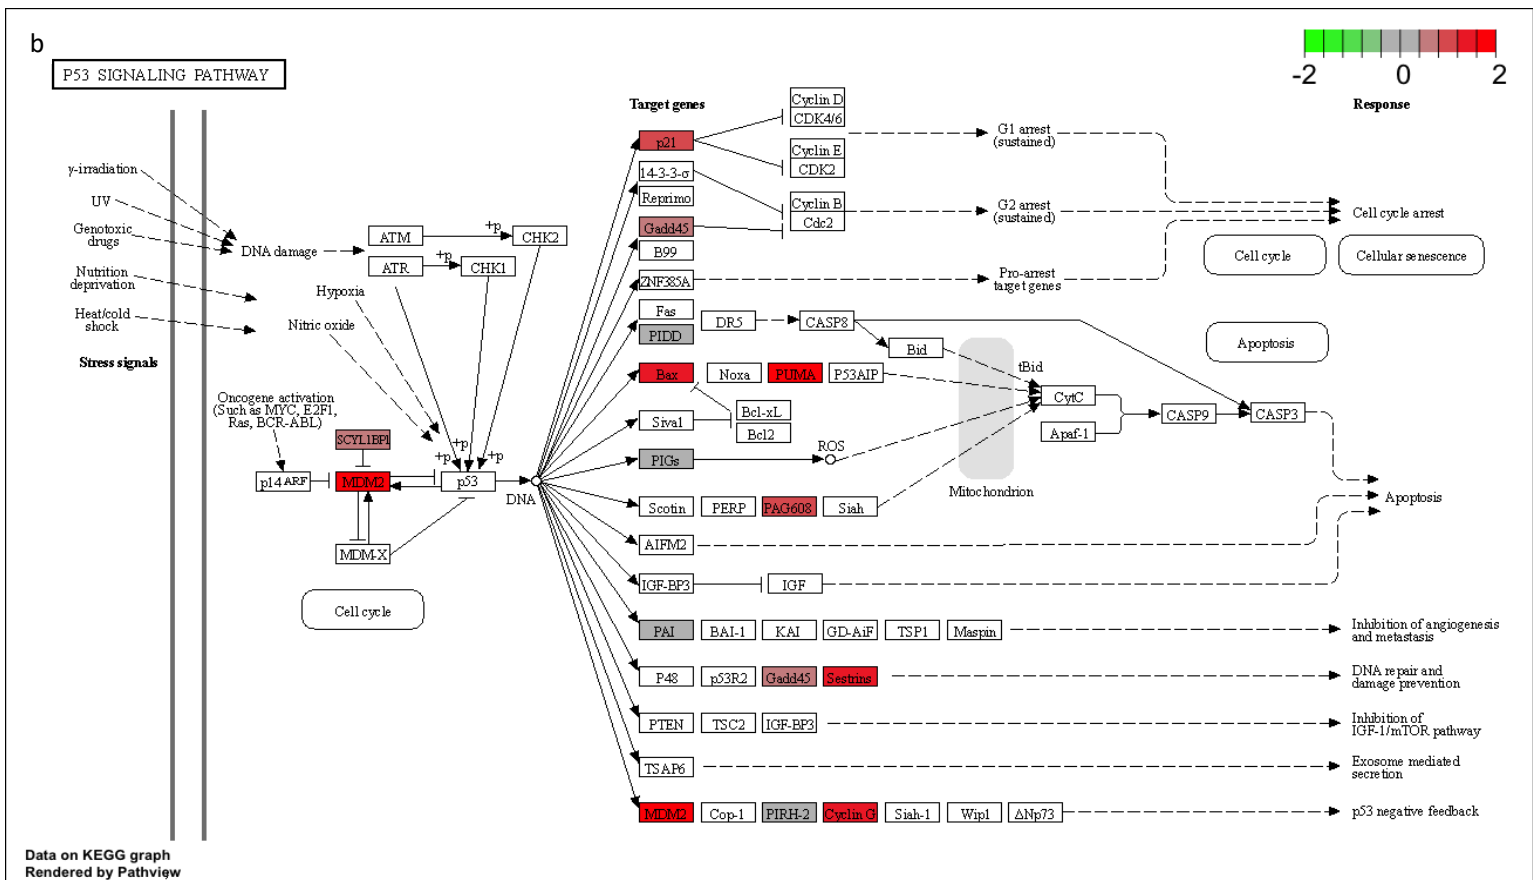 b
P53 SIGNALING PATHWAY
-2 0 2
Target genes
Response
Cyclin D
CDK4/6
p21
G1 arrest
(sustained)
Cyclin E
CDK2
γ-irradiation
14-3-3-σ
Reprimo
UV
Cyclin B
Cdc2
G2 arrest
(sustained)
Cell cycle arrest
Genotoxic
drugs
Gadd45
DNA damage
ATM
+p
CHK2
B99
Cell cycle
Cellular senescence
ATR
+p
CHK1
Nutrition
deprivation
ZNF385A
Pro-arrest
target genes
Hypoxia
Heat/cold
shock
Nitric oxide
Fas
PIDD
DR5
CASP8
Bid
Apoptosis
Stress signals
Bax
Noxa
PUMA
P53AIP
tBid
CytC
Oncogene activation
(Such as MYC, E2F1,
Ras, BCR-ABL)
Siva1
Bcl-xL
Bcl2
CASP9
CASP3
Apaf-1
SCYL1BP1
+p
+p
+p
ROS
PIGs
p14ARF
MDM2
p53
DNA
Mitochondrion
Apoptosis
Scotin
PERP
PAG608
Siah
MDM-X
AIFM2
IGF-BP3
IGF
Cell cycle
PAI
BAI-1
KAI
GD-AiF
TSP1
Maspin
Inhibition of angiogenesis
and metastasis
P48
p53R2
Gadd45
Sestrins
DNA repair and
damage prevention
PTEN
TSC2
IGF-BP3
Inhibition of
IGF-1/mTOR pathway
TSAP6
Exosome mediated
secretion
MDM2
Cop-1
PIRH-2
Cyclin G
Siah-1
Wip1
ΔNp73
p53 negative feedback
Data on KEGG graph
Rendered by Pathview